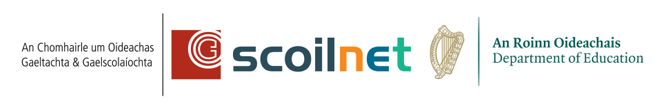 An Chomhairle um Oideachas
Gaeltachta & Gaelscolaíochta
scoilnet
An Roinn Oideachais
Department of Education